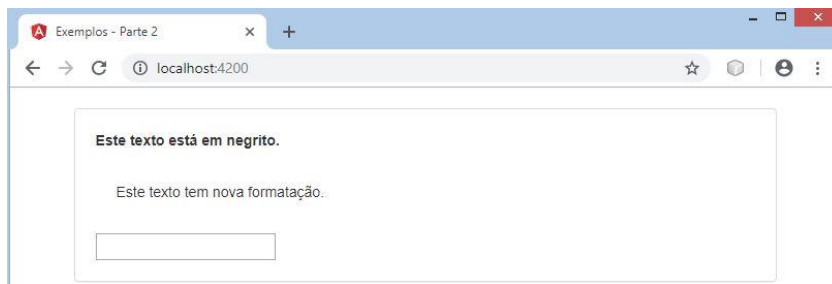 Exemplos - Parte 2
localhost:4200
Este texto está em negrito.
Este texto tem nova formatação.